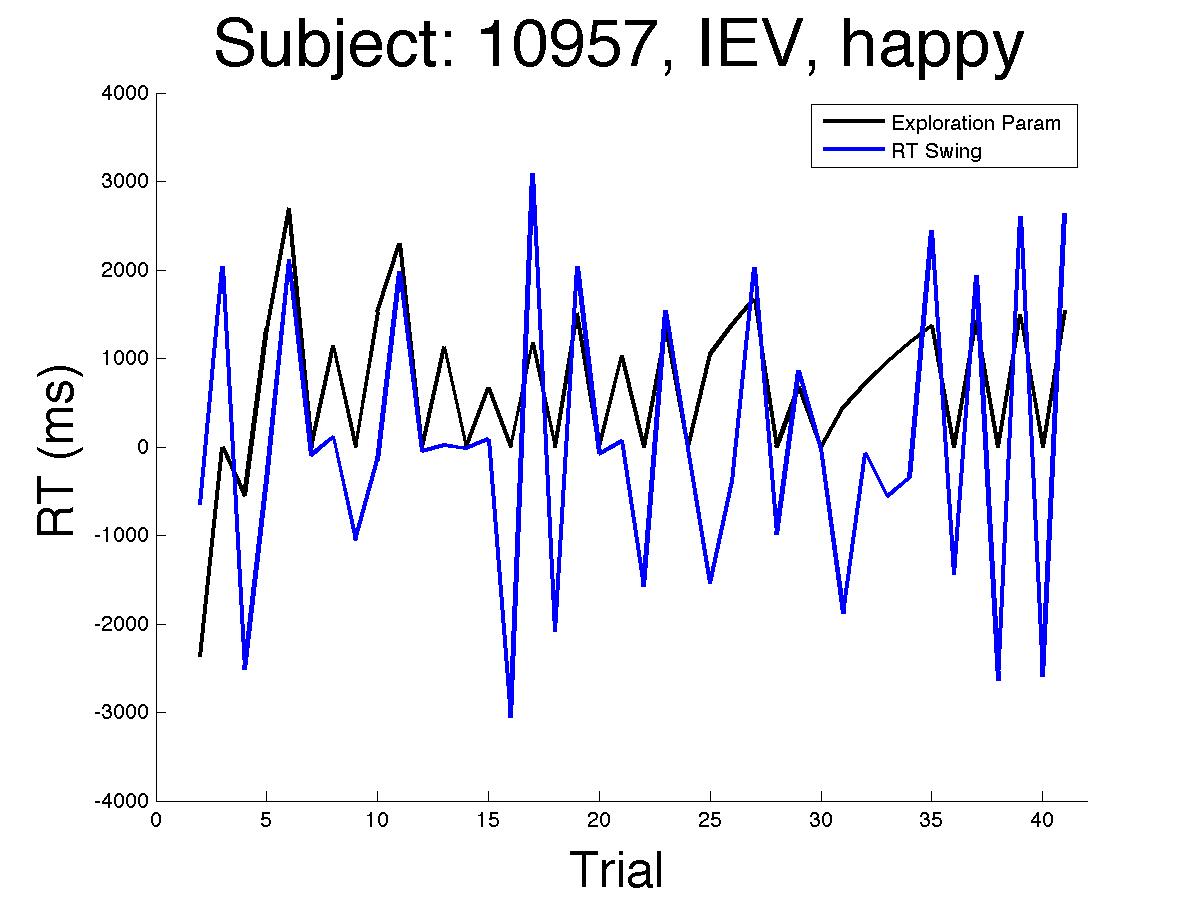 Subject: 10957, IEV, happy
4000
3000
2000
1000
0
-1000
-2000
-3000
-4000
RT (ms)
Exploration Param
RT Swing
0 5 10 15 20 25 30 35 40
Trial